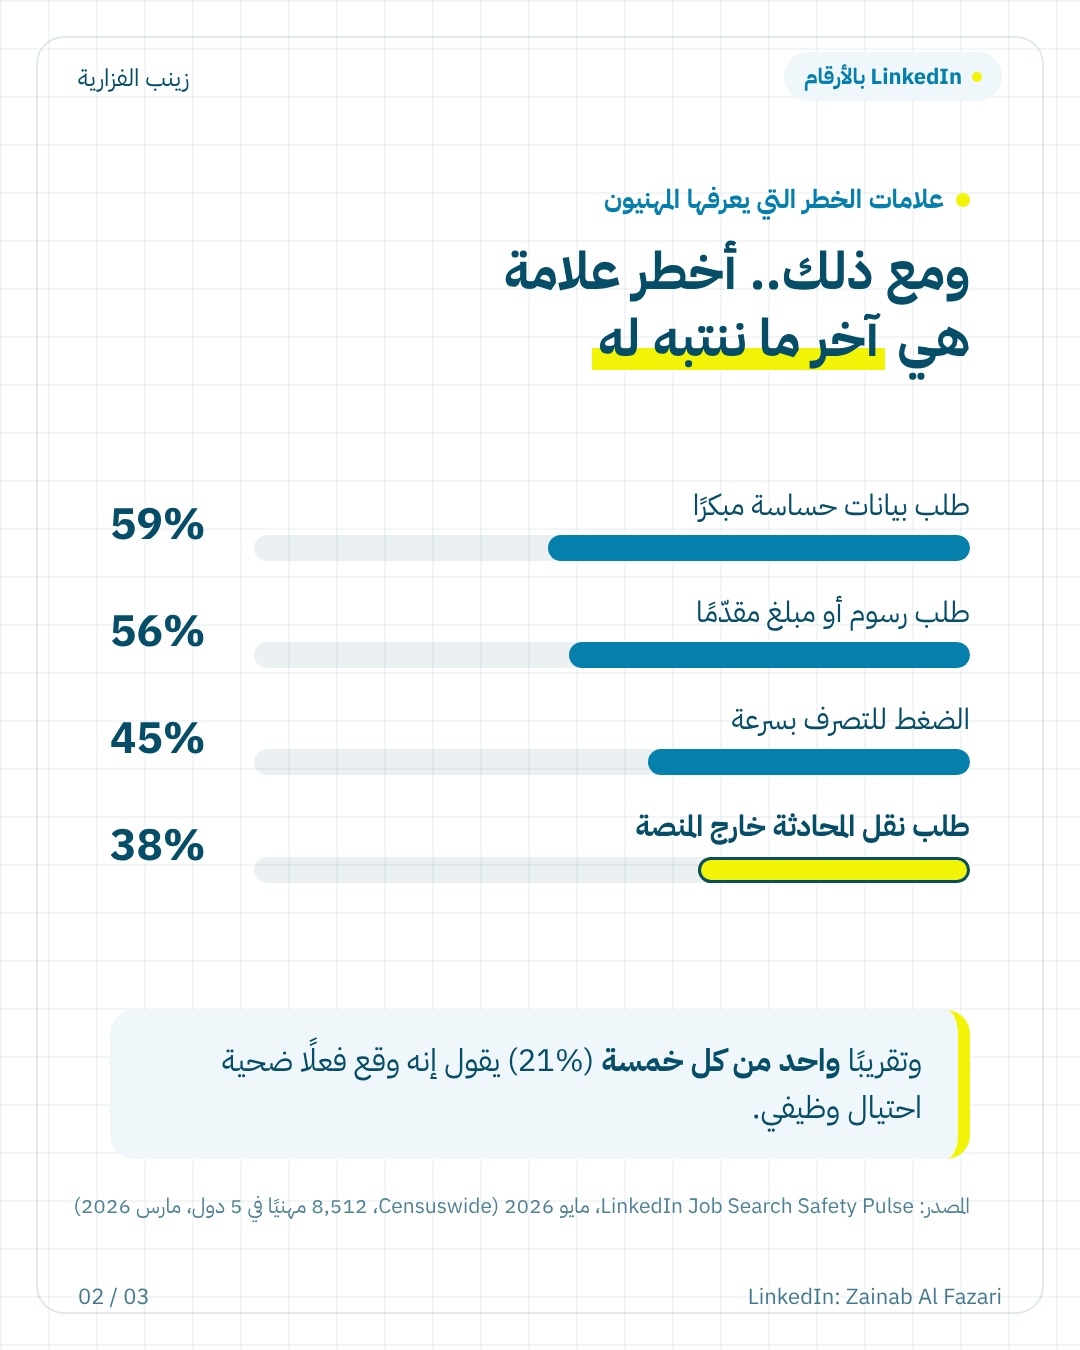 LinkedIn بالأرقام
زينب الفزارية
علامات الخطر التي يعرفها المهنيون
ومع ذلك.. أخطر علامة
هي آخر ما ننتبه له
طلب بيانات حساسة مبكرًا
59%
طلب رسوم أو مبلغ مقدّمًا
56%
الضغط للتصرف بسرعة
45%
طلب نقل المحادثة خارج المنصة
38%
وتقريبًا واحد من كل خمسة (21%) يقول إنه وقع فعلًا ضحية
احتيال وظيفي.
المصدر: LinkedIn Job Search Safety Pulse، مايو 2026 (Censuswide، 8,512 مهنيًا في 5 دول، مارس 2026)
LinkedIn: Zainab Al Fazari
02 / 03